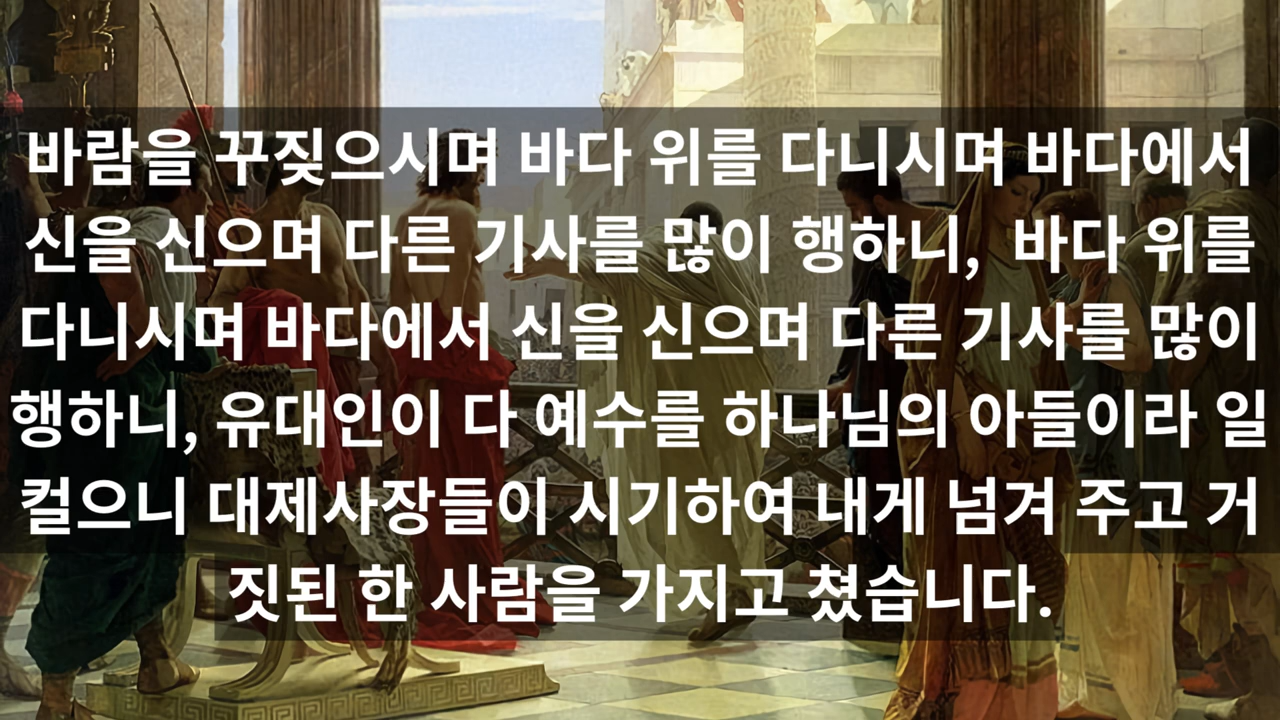 바람을 꾸짖으시며 바다 위를 다니시며 바다에서
신을 신으며 다른 기사를 많이 행하니, 바다 위를
다니시며 바다에서 신을 신으며 다른 기사를 많이
행하니, 유대인이 다 예수를 하나님의 아들이라 일
컬으니 대제사장들이 시기하여 내게 넘겨 주고 거
짓된 한 사람을 가지고 쳤습니다.